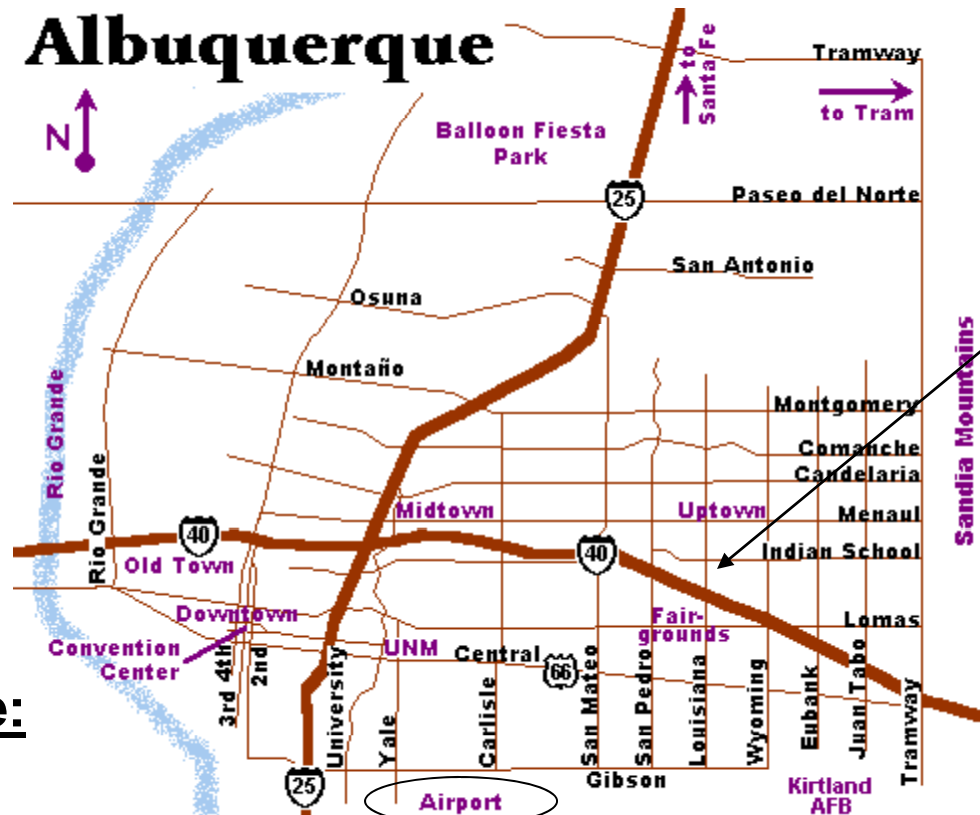 Albuquerque
to
Santa Fe
Tramway
to Tram
N
Balloon Fiesta
Park
25
Paseo del Norte
San Antonio
Osuna
Montaño
Montgomery
Comanche
Candelaria
Menaul
Indian School
Lomas
Sandia Mountains
Rio Grande
Rio Grande
40
Old Town
Midtown
Uptown
40
Downtown
Convention
Center
UNM
Central
66
Fair-
grounds
3rd
4th
2nd
University
Yale
Carlisle
San Mateo
San Pedro
Louisiana
Wyoming
Eubank
Juan Tabo
Tramway
Gibson
25
Airport
Kirtland
AFB